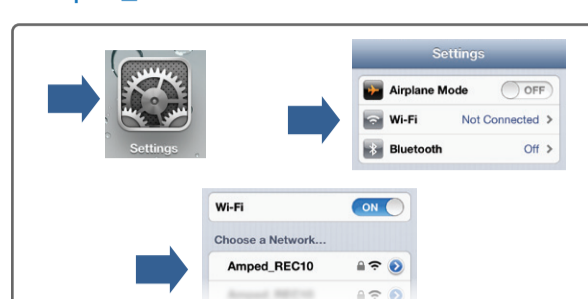 Settings
Settings
Airplane Mode OFF
Wi-Fi Not Connected
Bluetooth Off
Wi-Fi ON
Choose a Network...
Amped_REC10